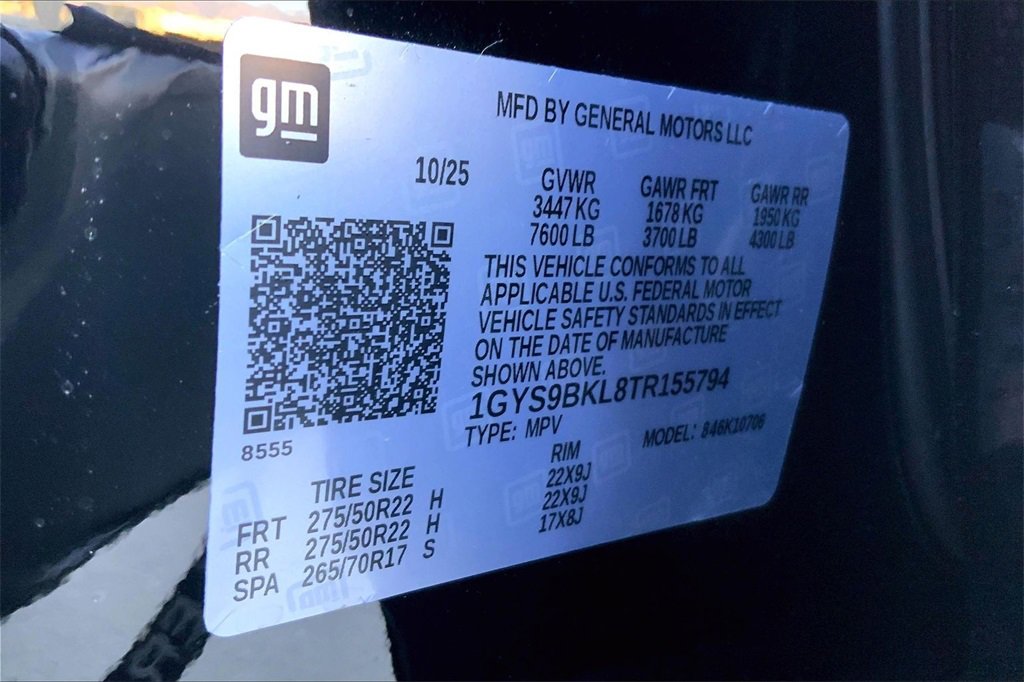 gm
MFD BY GENERAL MOTORS LLC
10/25
GVWR GAWR FRT GAWR RR
3447 KG 1678 KG 1950 KG
7600 LB 3700 LB 4300 LB
THIS VEHICLE CONFORMS TO ALL
APPLICABLE U.S. FEDERAL MOTOR
VEHICLE SAFETY STANDARDS IN EFFECT
ON THE DATE OF MANUFACTURE
SHOWN ABOVE.
1GYS9BKL8TR155794
TYPE: MPV MODEL: 846K10706
8555
TIRE SIZE RIM
FRT 275/50R22 H 22X9J
RR 275/50R22 H 22X9J
SPA 265/70R17 S 17X8J